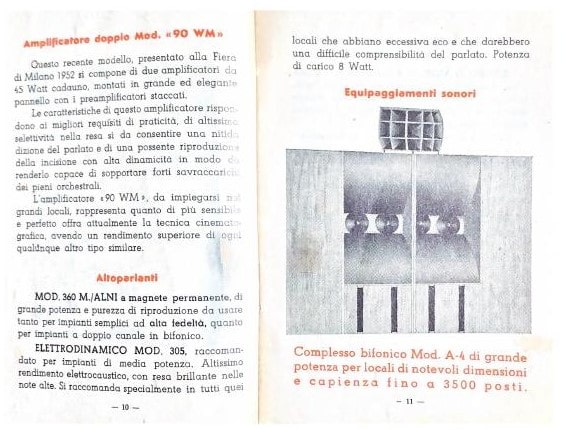 Amplificatore doppio Mod. «90 WM»
Questo recente modello, presentato alla Fiera
di Milano 1952 si compone di due amplificatori da
45 Watt cadauno, montati in grande ed elegante
pannello con i preamplificatori staccati.
Le caratteristiche di questo amplificatore rispon-
dono ai migliori requisiti di praticità, di altissima
selettività nella resa sì da consentire una nitida
dizione del parlato e di una possente riproduzione
della incisione con alta dinamicità in modo da
renderlo capace di sopportare forti savraccarichi
dei pieni orchestrali.
L'amplificatore «90 WM», da impiegarsi nei
grandi locali, rappresenta quanto di più sensibile
e perfetto offra attualmente la tecnica cinemato-
grafica, avendo un rendimento superiore di ogni
qualùnque altro tipo similare.
Altoparlanti
MOD. 360 M./ALNI a magnete permanente, di
grande potenza e purezza di riproduzione da usare
tanto per impianti semplici ad alta fedeltà, quanto
per impianti a doppio canale in bifonico.
ELETTRODINAMICO MOD. 305, raccoman-
dato per impianti di media potenza. Altissimo
rendimento elettrocaustico, con resa brillante nelle
note alte. Si raccomanda specialmente in tutti quei
— 10 —
locali che abbiano eccessiva eco e che darebbero
una difficile comprensibilità del parlato. Potenza
di carico 8 Watt.
Equipaggiamenti sonori
Complesso bifonico Mod. A-4 di grande
potenza per locali di notevoli dimensioni
e capienza fino a 3500 posti.
— 11 —